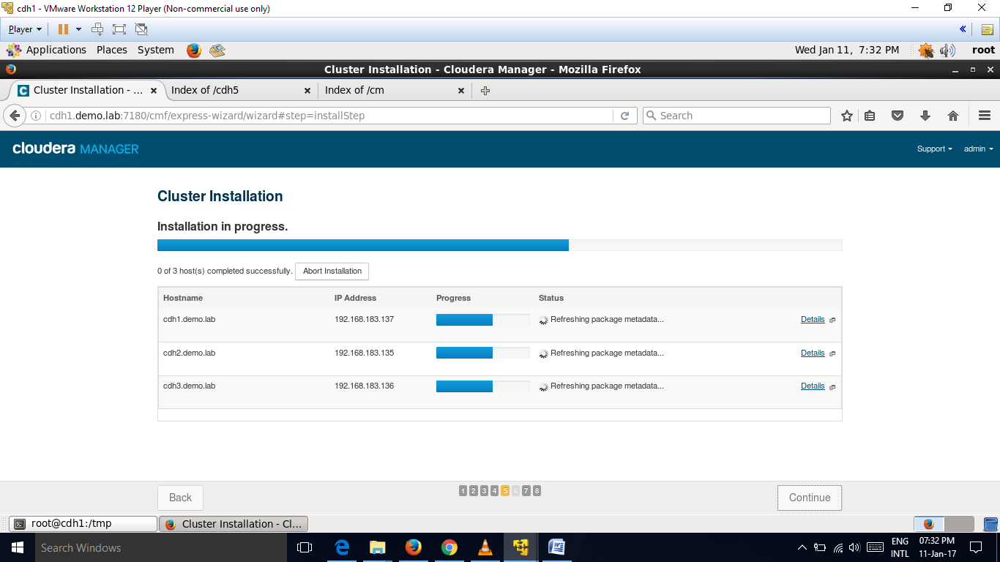 cdh1 - VMware Workstation 12 Player (Non-commercial use only)
Player
Applications Places System Wed Jan 11, 7:32 PM root
Cluster Installation - Cloudera Manager - Mozilla Firefox
Cluster Installation - ... Index of /cdh5 Index of /cm
cdh1.demo.lab:7180/cmf/express-wizard/wizard#step=installStep Search
cloudera MANAGER Support admin
Cluster Installation
Installation in progress.
0 of 3 host(s) completed successfully. Abort Installation
Hostname IP Address Progress Status
cdh1.demo.lab 192.168.183.137 Refreshing package metadata... Details
cdh2.demo.lab 192.168.183.135 Refreshing package metadata... Details
cdh3.demo.lab 192.168.183.136 Refreshing package metadata... Details
Back 1 2 3 4 5 6 7 8 Continue
root@cdh1:/tmp Cluster Installation - Cl...
Search Windows ENG 07:32 PM
INTL 11-Jan-17